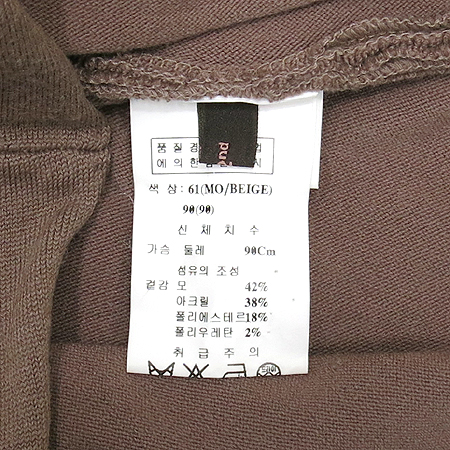 품 질 경
에 의 한 시
색 상 : 61(MO/BEIGE)
90(90)
신 체 치 수
가슴 둘레 90Cm
섬유의 조성
겉감 모 42%
아크릴 38%
폴리에스테르18%
폴리우레탄 2%
취 급 주 의